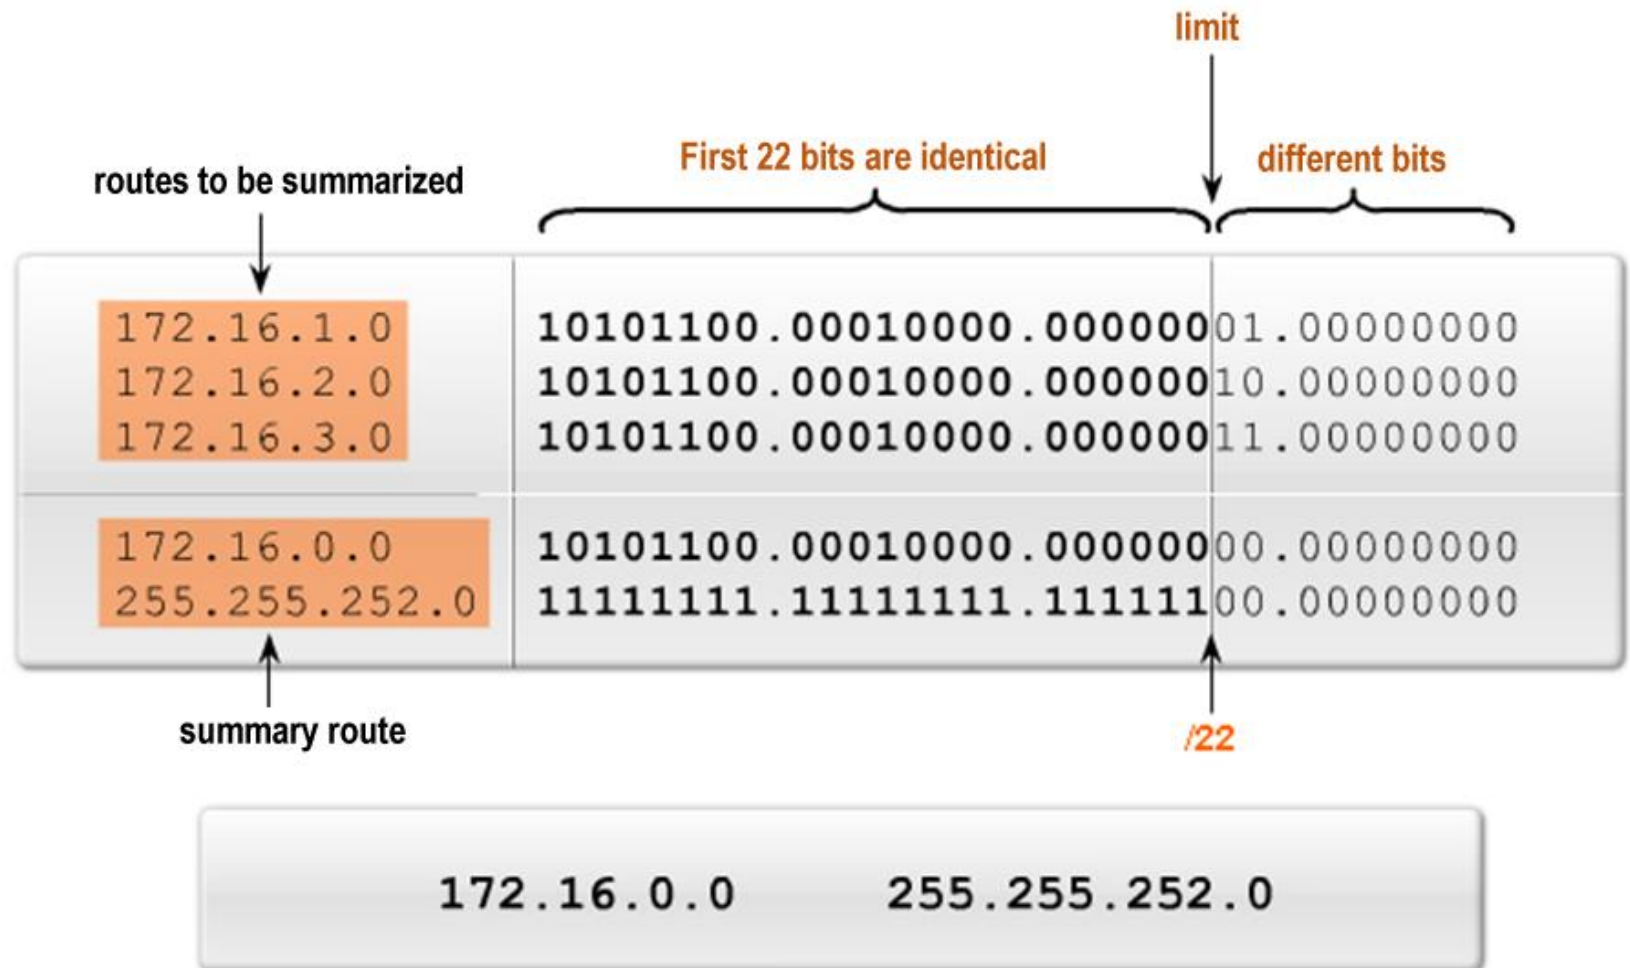 limit
First 22 bits are identical
different bits
routes to be summarized
172.16.1.0 10101100.00010000.00000001.00000000
172.16.2.0 10101100.00010000.00000010.00000000
172.16.3.0 10101100.00010000.00000011.00000000
172.16.0.0 10101100.00010000.00000000.00000000
255.255.252.0 11111111.11111111.11111100.00000000
summary route
/22
172.16.0.0 255.255.252.0